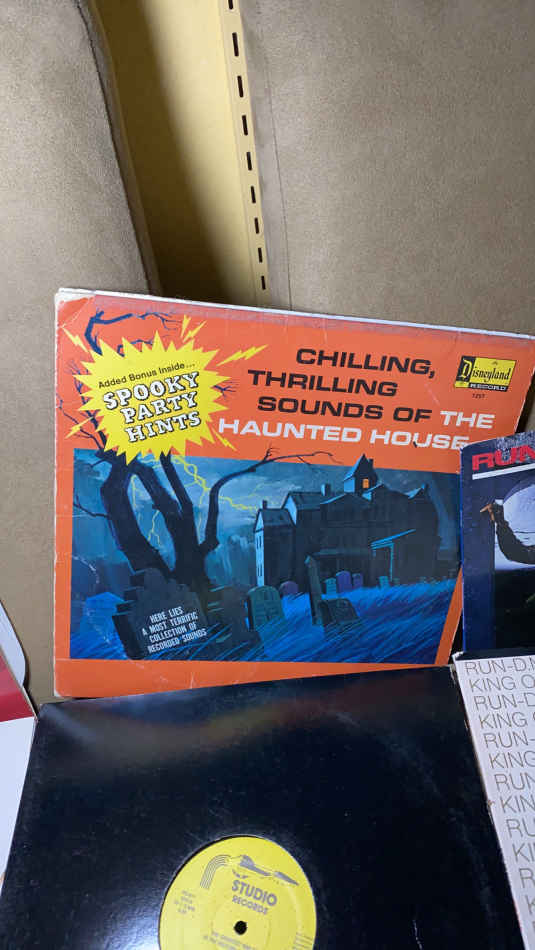 Added Bonus Inside...
SPOOKY
PARTY
HINTS
CHILLING,
THRILLING
SOUNDS OF THE
HAUNTED HOUSE
Disneyland
RECORD
1257
HERE LIES
A MOST TERRIFIC
COLLECTION OF
RECORDED SOUNDS
RUN
RUN-D.M
KING O
RUN-D
KING O
RUN-
KING
RUN
KIN
RU
KI
R
K
STUDIO
RECORDS